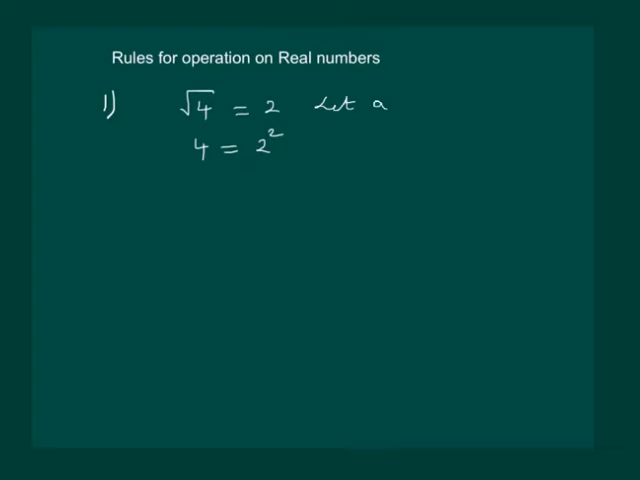 Rules for operation on Real numbers
1) √4 = 2 Let a
4 = 2²